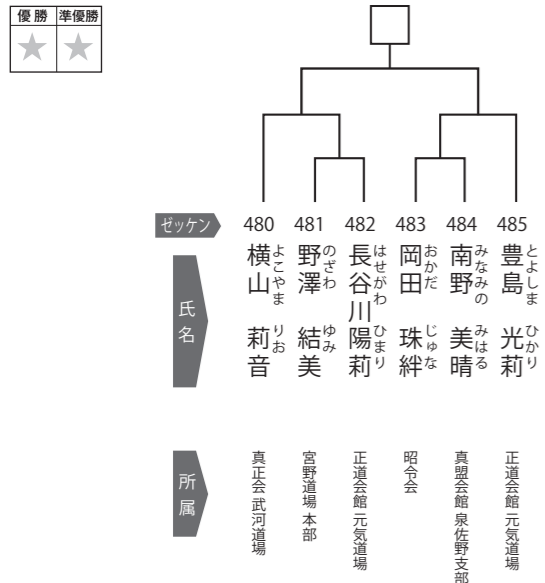 優勝 準優勝
★ ★
ゼッケン 480 481 482 483 484 485
氏名
横山 莉音
よこやま りお
野澤 結美
のざわ ゆみ
長谷川 陽莉
はせがわ ひまり
岡田 珠絆
おかだ じゅな
南野 美晴
みなみの みはる
豊島 光莉
とよしま ひかり
所属
真正会 武河道場
宮野道場 本部
正道会館 元気道場
昭令会
真盟会館 泉佐野支部
正道会館 元気道場